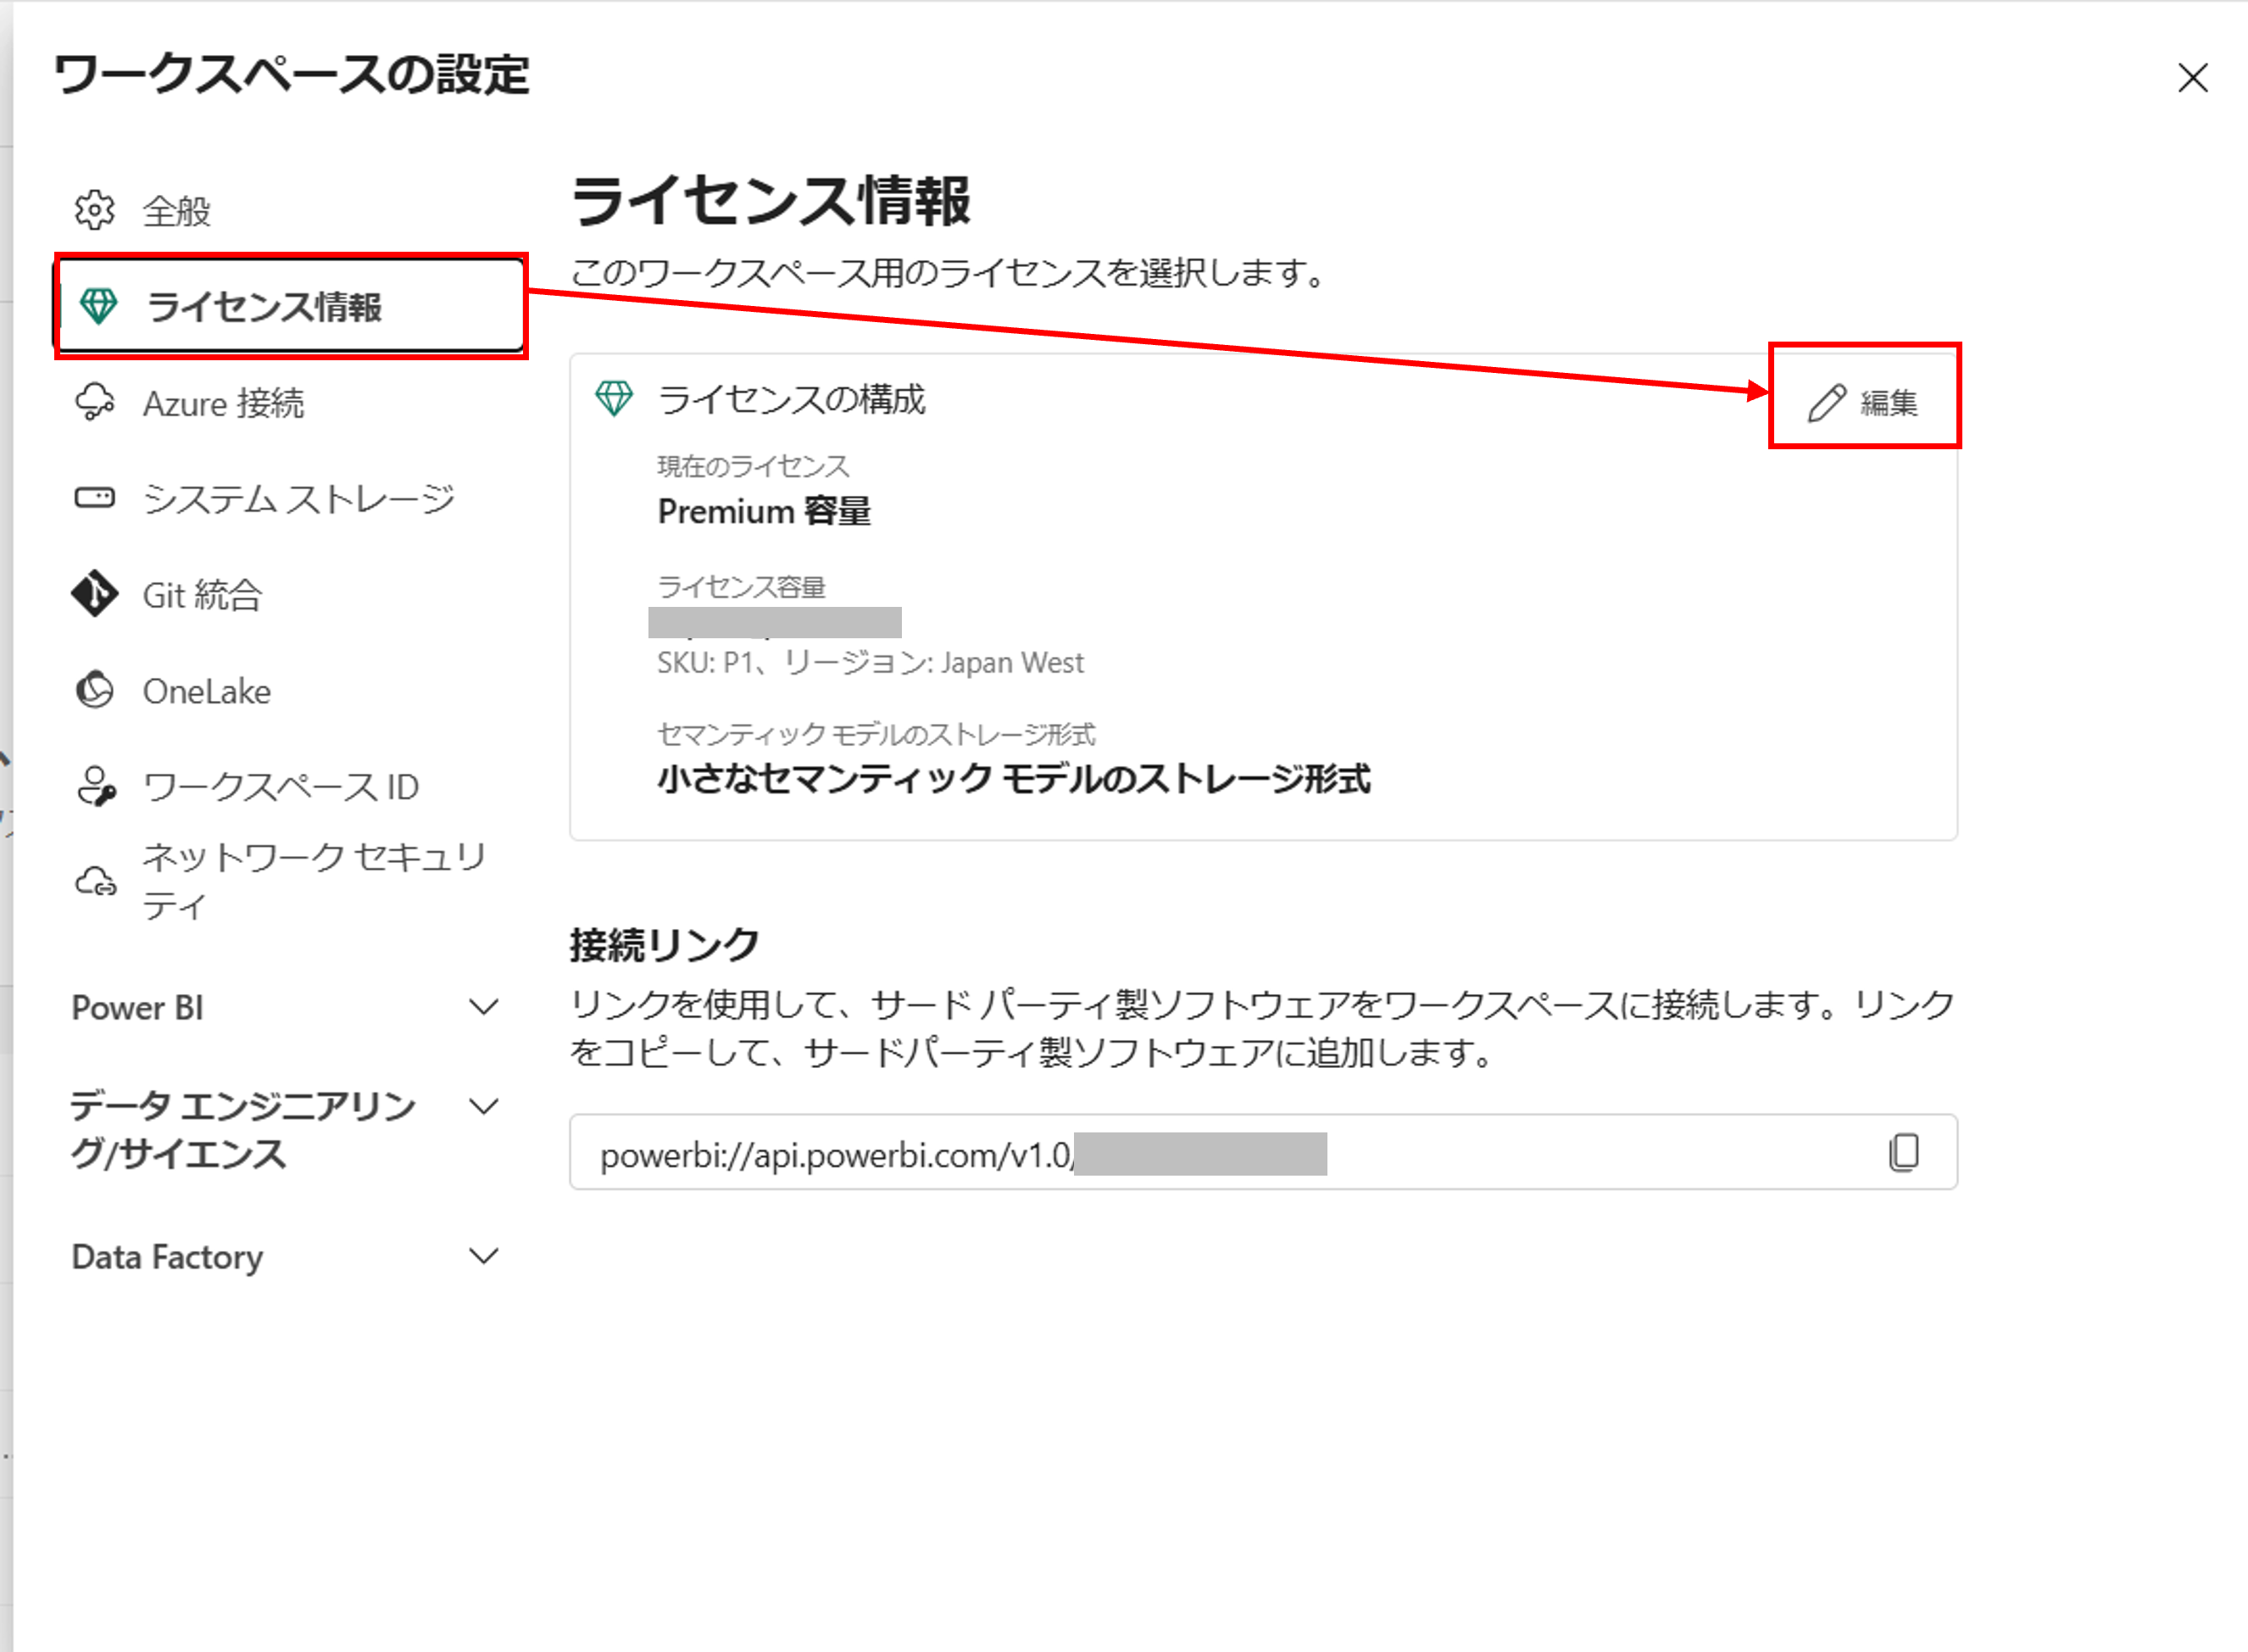 ワークスペースの設定
全般
ライセンス情報
Azure 接続
システム ストレージ
Git 統合
OneLake
ワークスペース ID
ネットワーク セキュリ
ティ
Power BI
データ エンジニアリン
グ/サイエンス
Data Factory
ライセンス情報
このワークスペース用のライセンスを選択します。
ライセンスの構成
編集
現在のライセンス
Premium 容量
ライセンス容量
SKU: P1、リージョン: Japan West
セマンティック モデルのストレージ形式
小さなセマンティック モデルのストレージ形式
接続リンク
リンクを使用して、サード パーティ製ソフトウェアをワークスペースに接続します。リンク
をコピーして、サードパーティ製ソフトウェアに追加します。
powerbi://api.powerbi.com/v1.0/